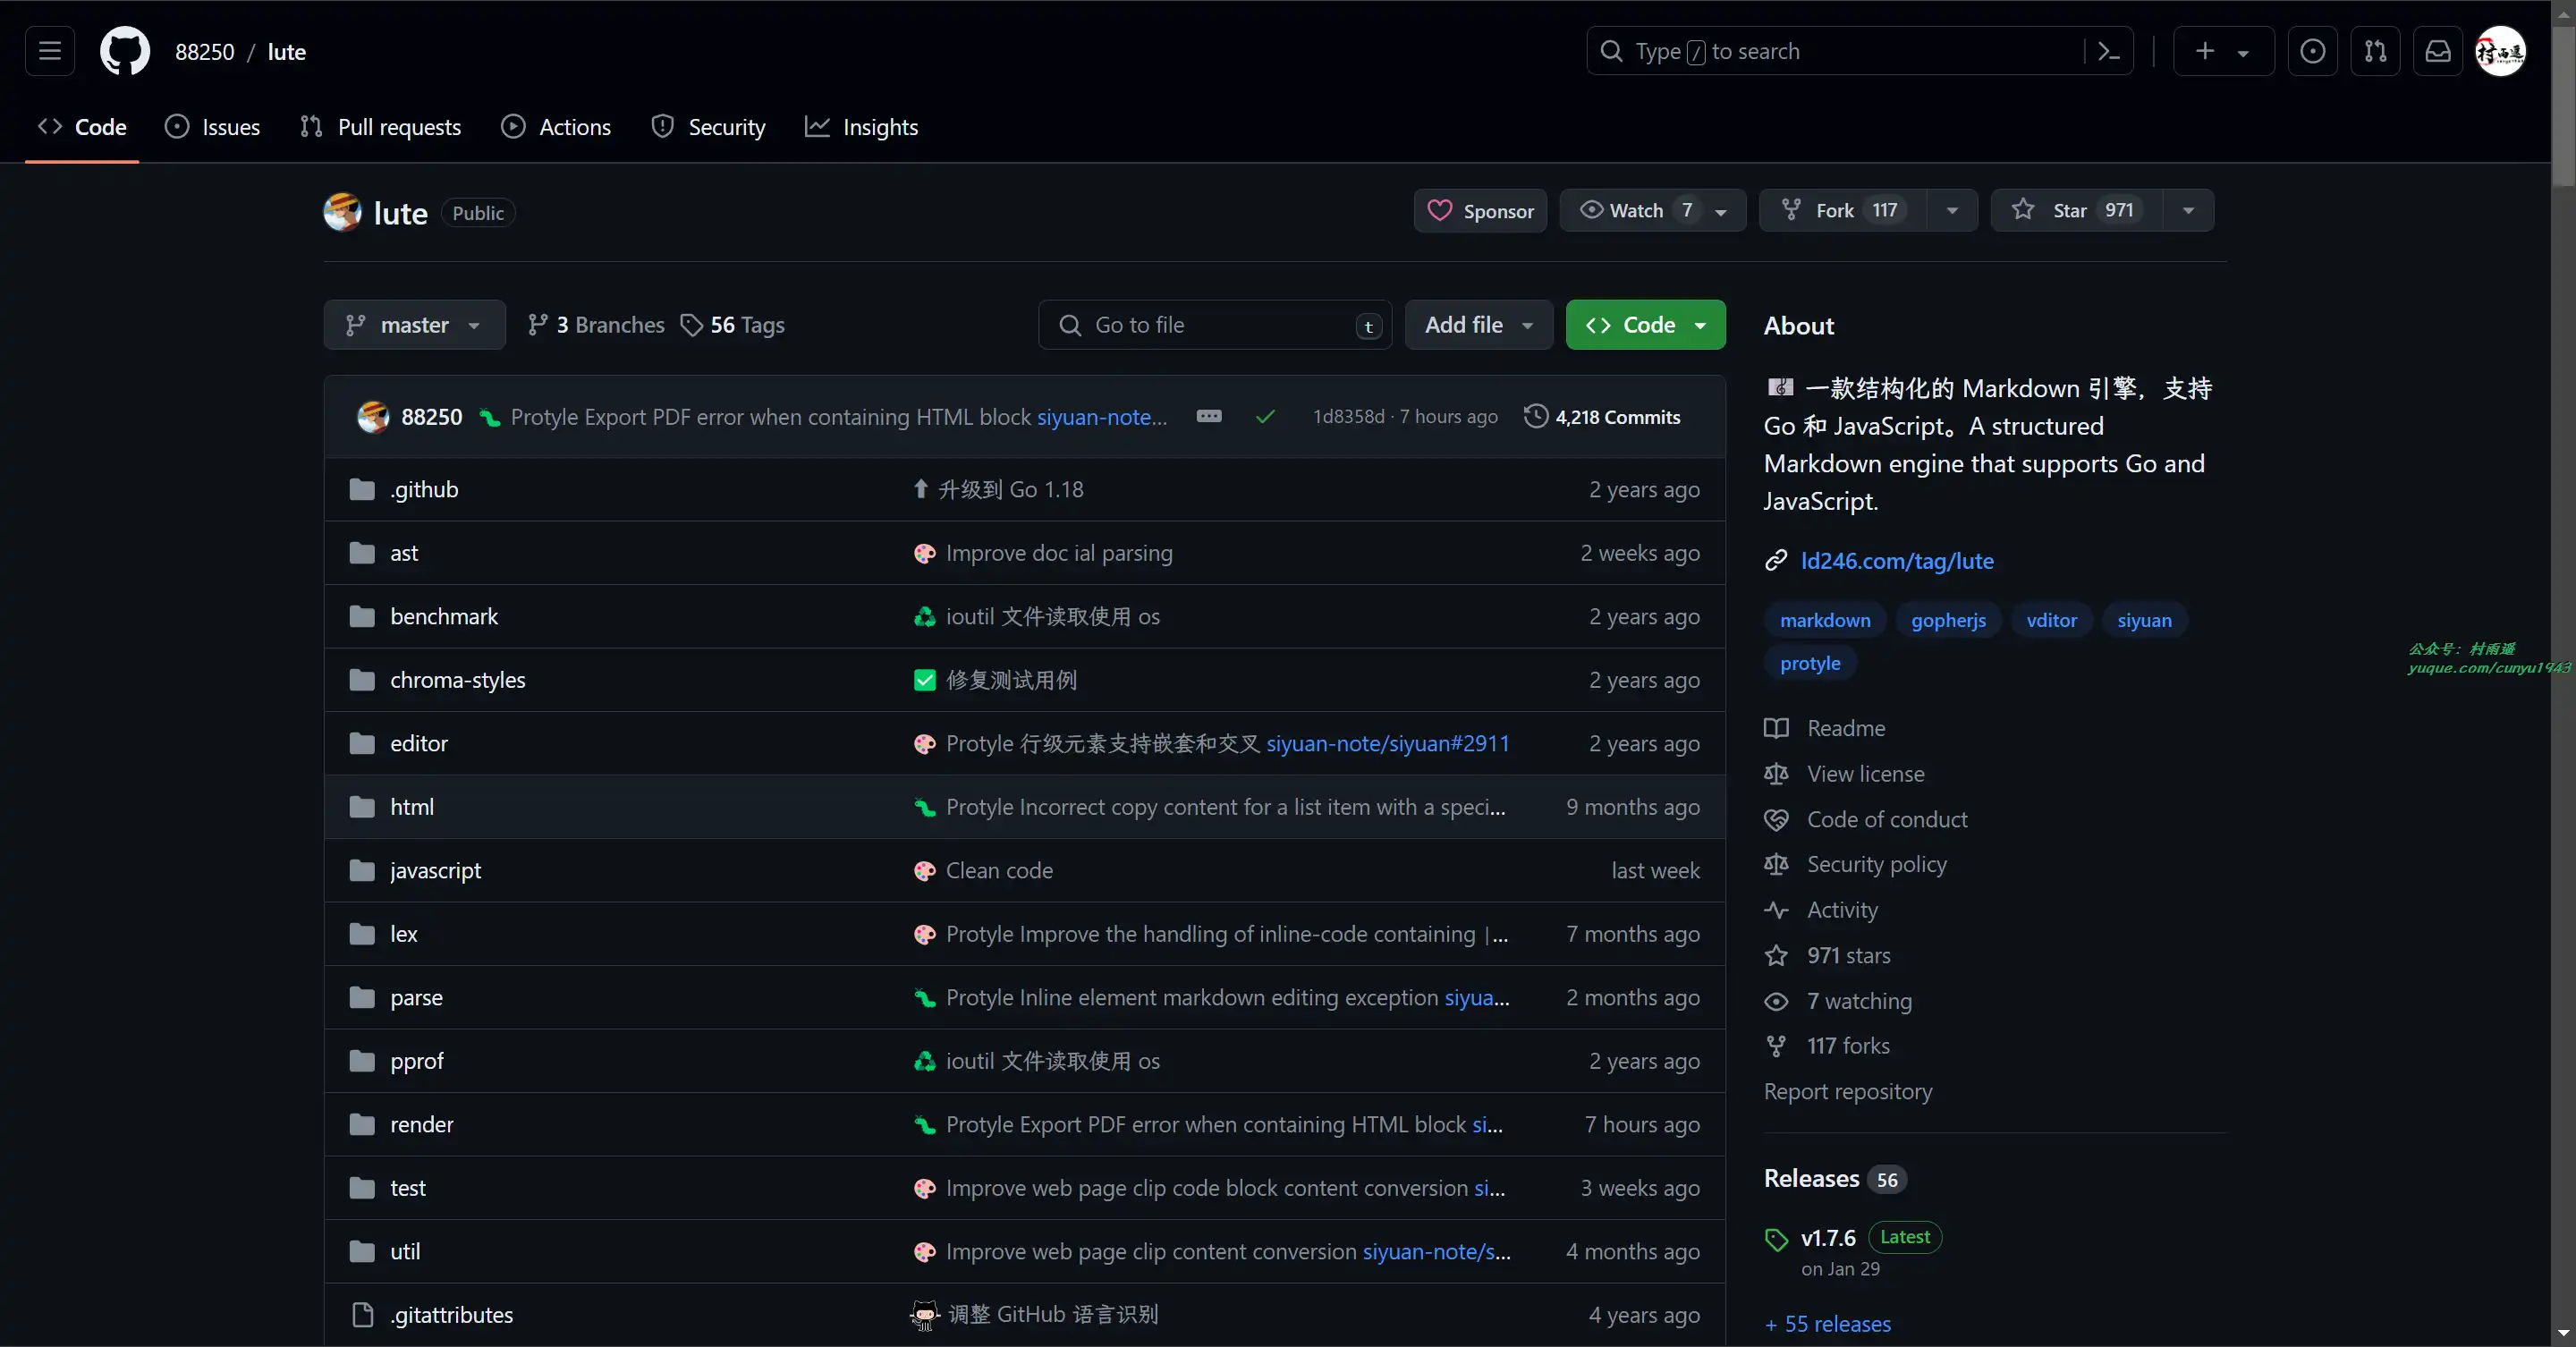 88250 / lute
Type / to search
Code Issues Pull requests Actions Security Insights
lute Public
Sponsor Watch 7 Fork 117 Star 971
master 3 Branches 56 Tags Go to file t Add file Code
88250 Protyle Export PDF error when containing HTML block siyuan-note... 1d8358d · 7 hours ago 4,218 Commits
.github 升级到 Go 1.18 2 years ago
ast Improve doc ial parsing 2 weeks ago
benchmark ioutil 文件读取使用 os 2 years ago
chroma-styles 修复测试用例 2 years ago
editor Protyle 行级元素支持嵌套和交叉 siyuan-note/siyuan#2911 2 years ago
html Protyle Incorrect copy content for a list item with a speci... 9 months ago
javascript Clean code last week
lex Protyle Improve the handling of inline-code containing |... 7 months ago
parse Protyle Inline element markdown editing exception siyua... 2 months ago
pprof ioutil 文件读取使用 os 2 years ago
render Protyle Export PDF error when containing HTML block si... 7 hours ago
test Improve web page clip code block content conversion si... 3 weeks ago
util Improve web page clip content conversion siyuan-note/s... 4 months ago
.gitattributes 调整 GitHub 语言识别 4 years ago
About
一款结构化的 Markdown 引擎，支持
Go 和 JavaScript。A structured
Markdown engine that supports Go and
JavaScript.
ld246.com/tag/lute
markdown gopherjs vditor siyuan
protyle
Readme
View license
Code of conduct
Security policy
Activity
971 stars
7 watching
117 forks
Report repository
Releases 56
v1.7.6 Latest
on Jan 29
+ 55 releases
公众号：村雨遥
yuque.com/cunyu1943